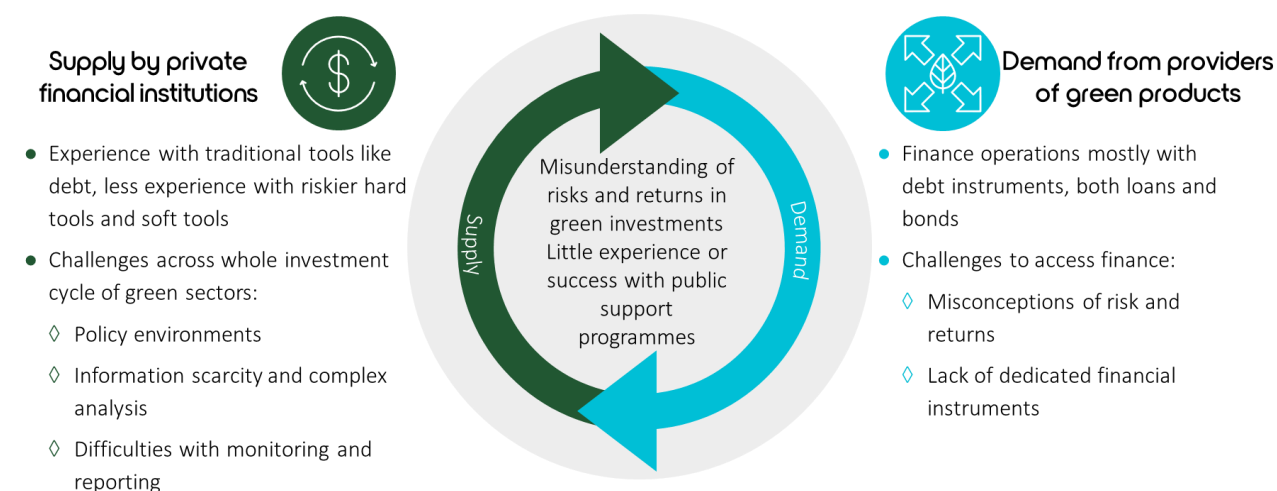 Supply by private
financial institutions
● Experience with traditional tools like
debt, less experience with riskier hard
tools and soft tools
● Challenges across whole investment
cycle of green sectors:
◊ Policy environments
◊ Information scarcity and complex
analysis
◊ Difficulties with monitoring and
reporting
$
Supply
Misunderstanding of
risks and returns in
green investments
Little experience or
success with public
support
programmes
Demand
Demand from providers
of green products
● Finance operations mostly with
debt instruments, both loans and
bonds
● Challenges to access finance:
◊ Misconceptions of risk and
returns
◊ Lack of dedicated financial
instruments